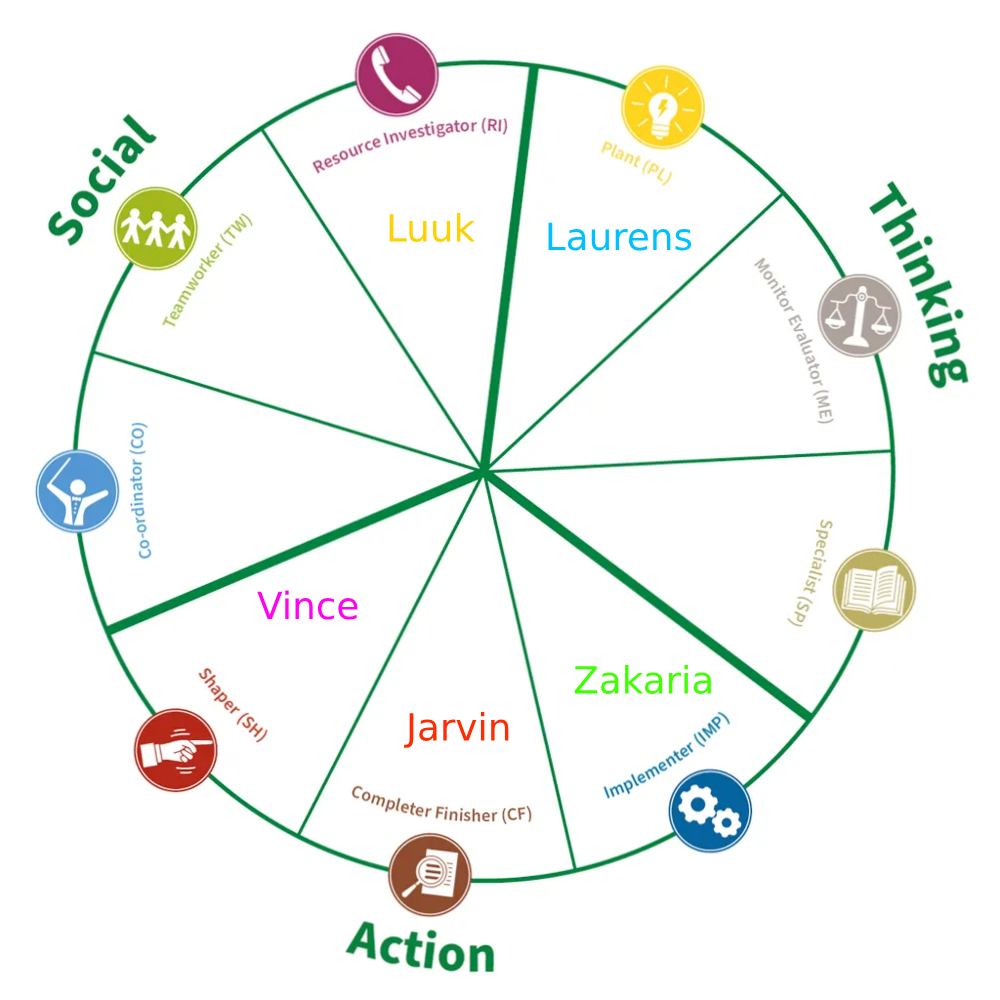 Social
Resource Investigator (RI)
Plant (PL)
Thinking
Teamworker (TW)
Luuk
Laurens
Monitor Evaluator (ME)
Co-ordinator (CO)
Specialist (SP)
Vince
Zakaria
Shaper (SH)
Jarvin
Implementer (IMP)
Completer Finisher (CF)
Action